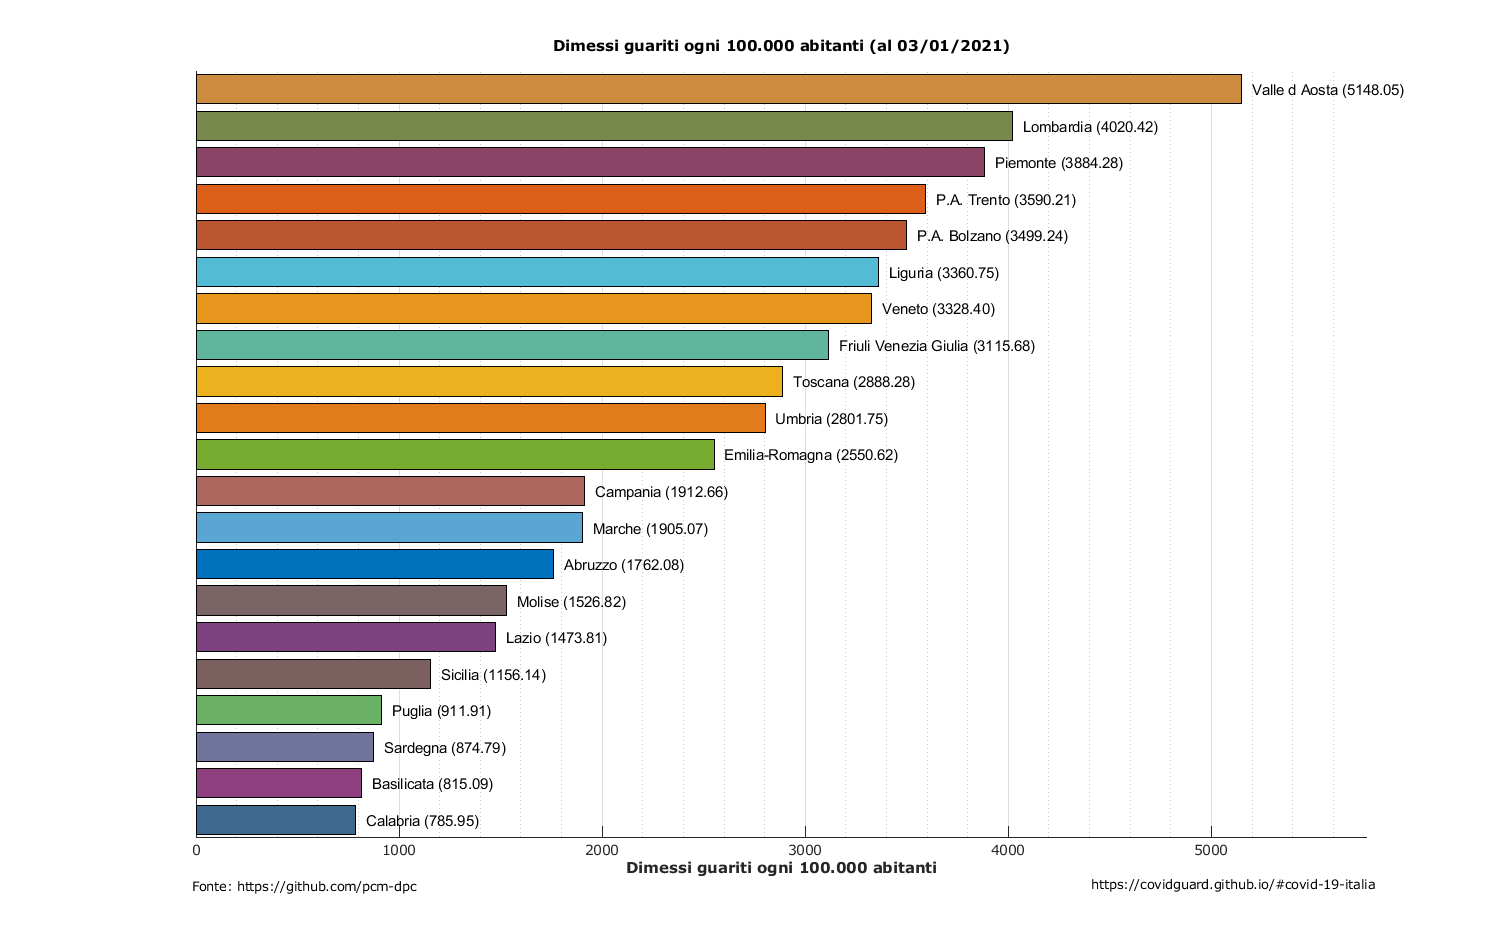 Dimessi guariti ogni 100.000 abitanti (al 03/01/2021)
Valle d Aosta (5148.05)
Lombardia (4020.42)
Piemonte (3884.28)
P.A. Trento (3590.21)
P.A. Bolzano (3499.24)
Liguria (3360.75)
Veneto (3328.40)
Friuli Venezia Giulia (3115.68)
Toscana (2888.28)
Umbria (2801.75)
Emilia-Romagna (2550.62)
Campania (1912.66)
Marche (1905.07)
Abruzzo (1762.08)
Molise (1526.82)
Lazio (1473.81)
Sicilia (1156.14)
Puglia (911.91)
Sardegna (874.79)
Basilicata (815.09)
Calabria (785.95)
0 1000 2000 3000 4000 5000
Dimessi guariti ogni 100.000 abitanti
Fonte: https://github.com/pcm-dpc
https://covidguard.github.io/#covid-19-italia